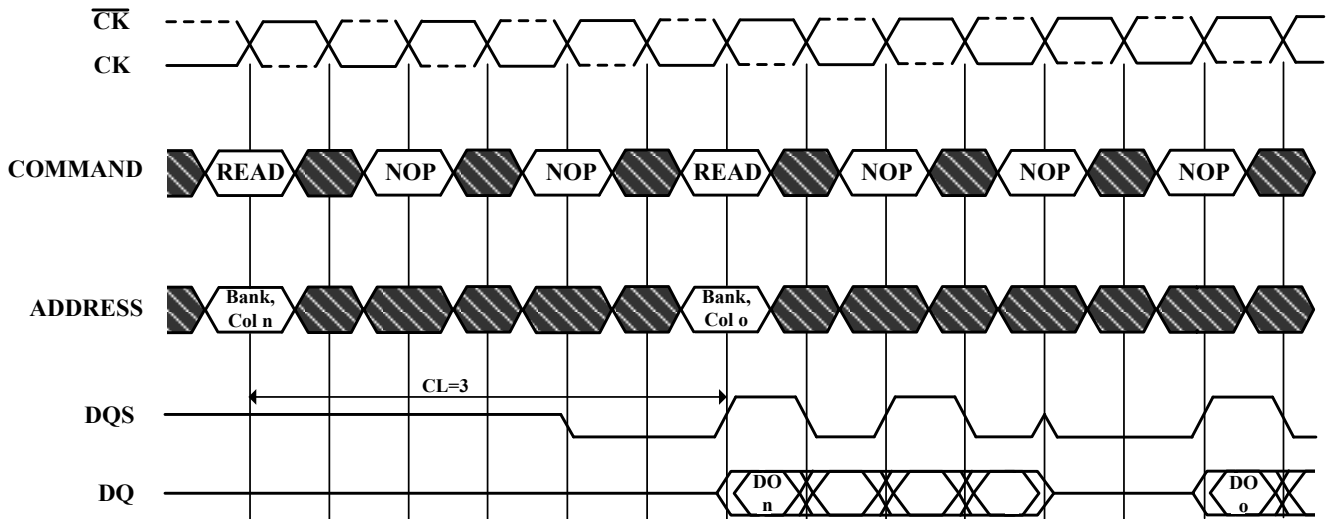 CK
CK
COMMAND READ NOP NOP READ NOP NOP NOP
ADDRESS Bank, Col n Bank, Col o
CL=3
DQS
DQ DO n DO o